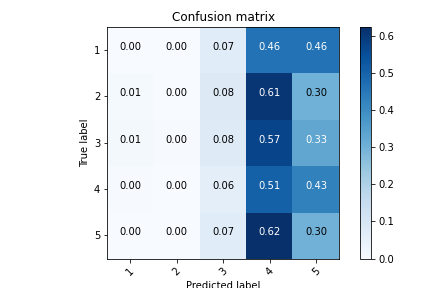 Confusion matrix
1 0.00 0.00 0.07 0.46 0.46
2 0.01 0.00 0.08 0.61 0.30
3 0.01 0.00 0.08 0.57 0.33
4 0.00 0.00 0.06 0.51 0.43
5 0.00 0.00 0.07 0.62 0.30
1 2 3 4 5
True label
Predicted label
0.6
0.5
0.4
0.3
0.2
0.1
0.0